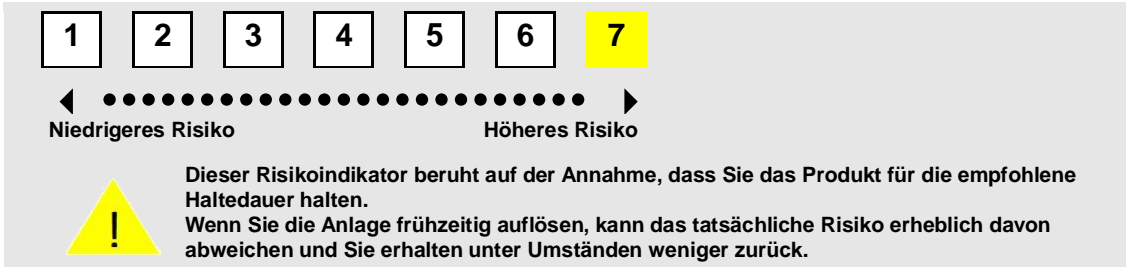 1 2 3 4 5 6 7
Niedrigeres Risiko Höheres Risiko
Dieser Risikoindikator beruht auf der Annahme, dass Sie das Produkt für die empfohlene
Haltedauer halten.
Wenn Sie die Anlage frühzeitig auflösen, kann das tatsächliche Risiko erheblich davon
abweichen und Sie erhalten unter Umständen weniger zurück.
!